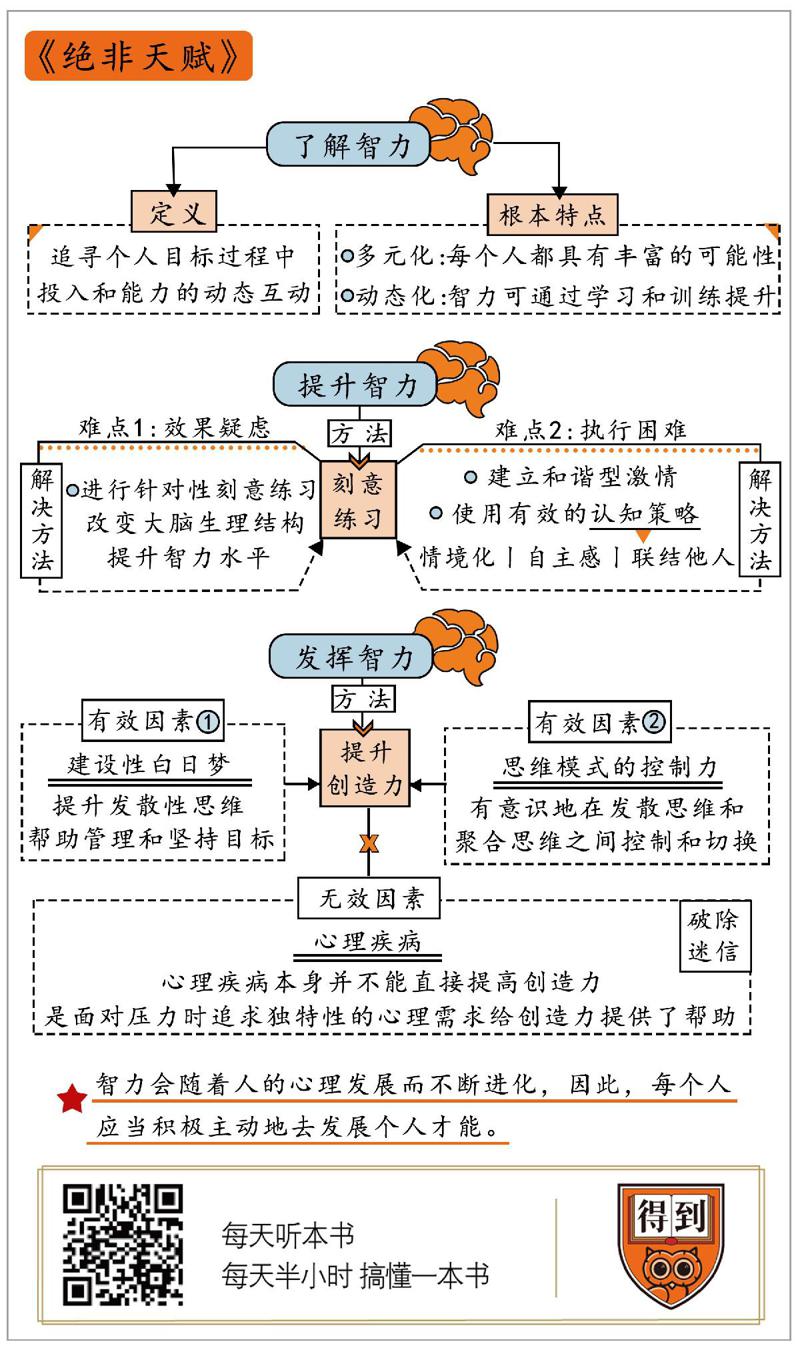 《绝非天赋》
了解智力
定义
追寻个人目标过程中
投入和能力的动态互动
根本特点
多元化:每个人都具有丰富的可能性
动态化:智力可通过学习和训练提升
提升智力
方法
刻意
练习
难点1:效果疑虑
解决方法
进行针对性刻意练习
改变大脑生理结构
提升智力水平
难点2:执行困难
建立和谐型激情
使用有效的认知策略
情境化丨自主感丨联结他人
解决方法
发挥智力
方法
提升
创造力
有效因素①
建设性白日梦
提升发散性思维
帮助管理和坚持目标
有效因素②
思维模式的控制力
有意识地在发散思维和
聚合思维之间控制和切换
X
无效因素
心理疾病
破除
迷信
心理疾病本身并不能直接提高创造力
是面对压力时追求独特性的心理需求给创造力提供了帮助
智力会随着人的心理发展而不断进化，因此，每个人
应当积极主动地去发展个人才能。
每天听本书
每天半小时 搞懂一本书
得到